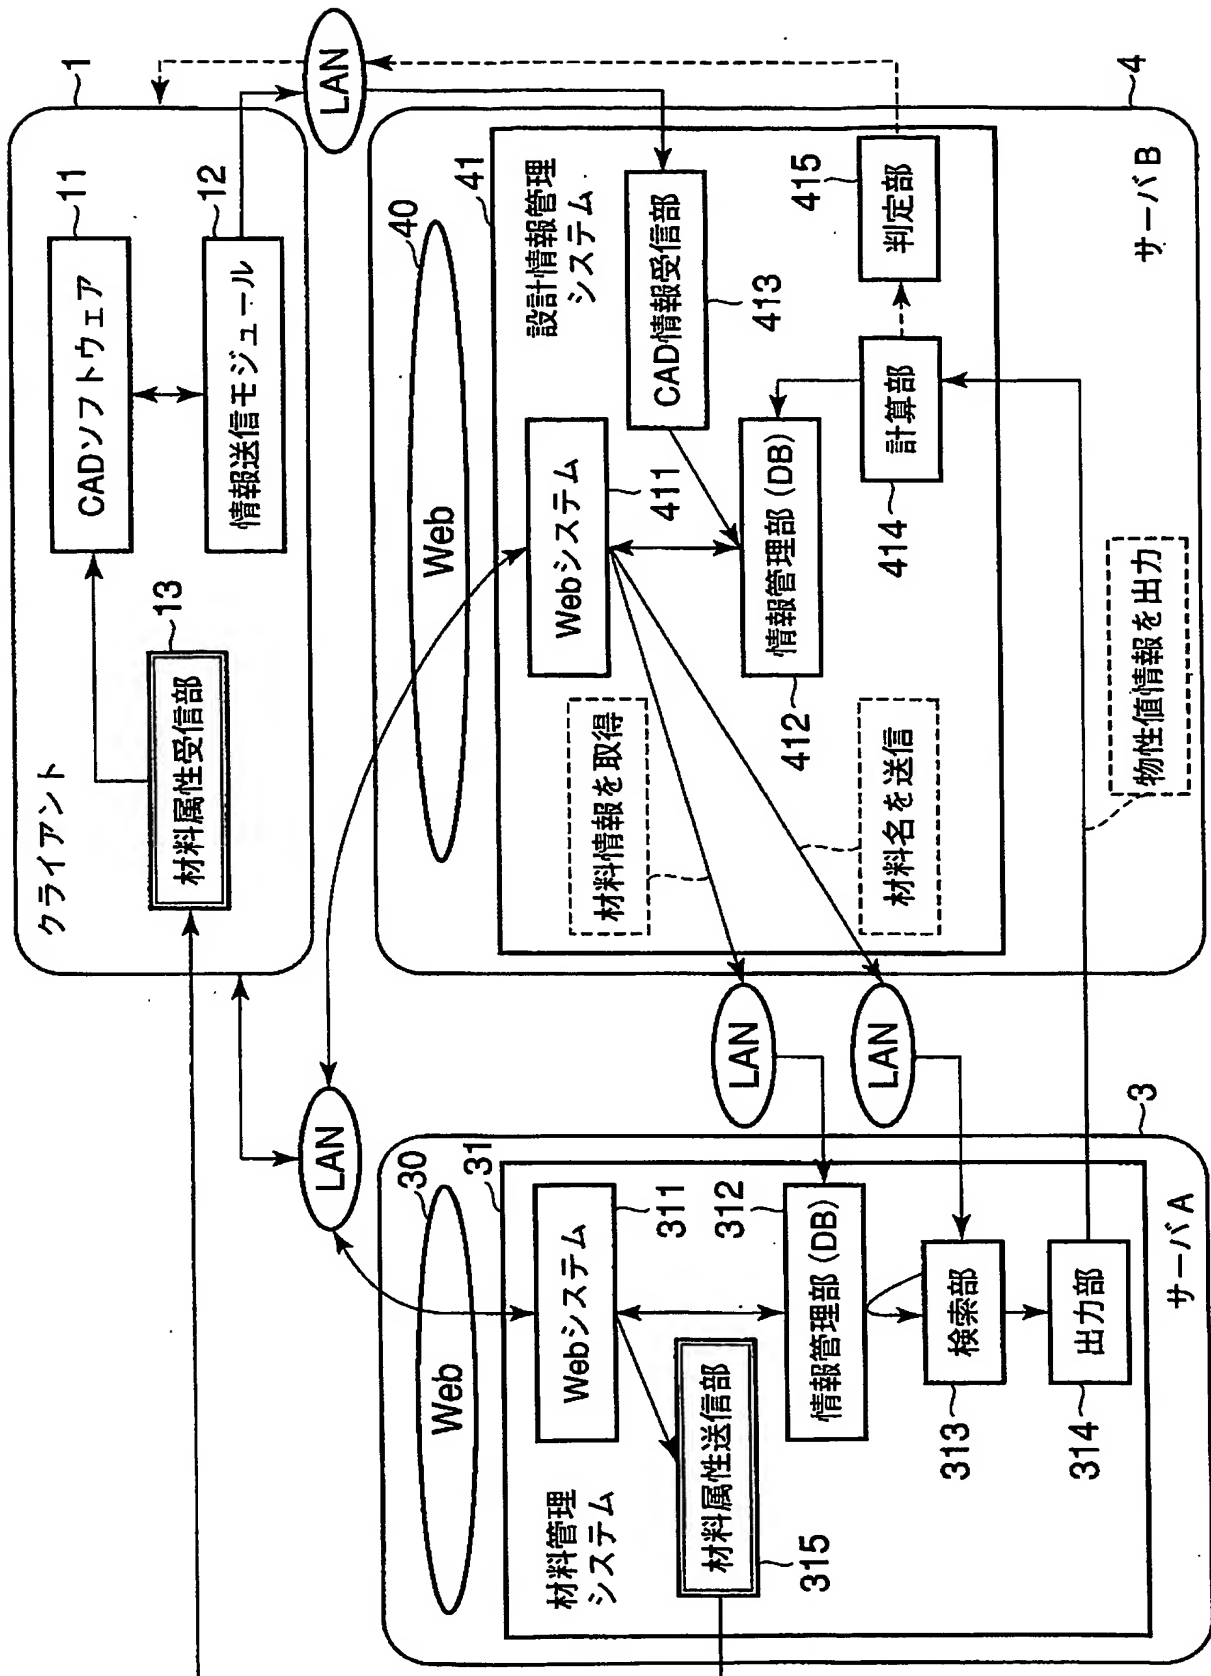 クライアント
1
CADソフトウェア
11
情報送信モジュール
12
材料属性受信部
13
LAN
LAN
サーバA
3
Web
30
材料管理
システム
31
Webシステム
311
情報管理部(DB)
312
検索部
313
出力部
314
材料属性送信部
315
LAN
LAN
サーバB
4
Web
40
設計情報管理
システム
41
Webシステム
411
情報管理部(DB)
412
CAD情報受信部
413
計算部
414
判定部
415
材料情報を取得
材料名を送信
物性値情報を出力